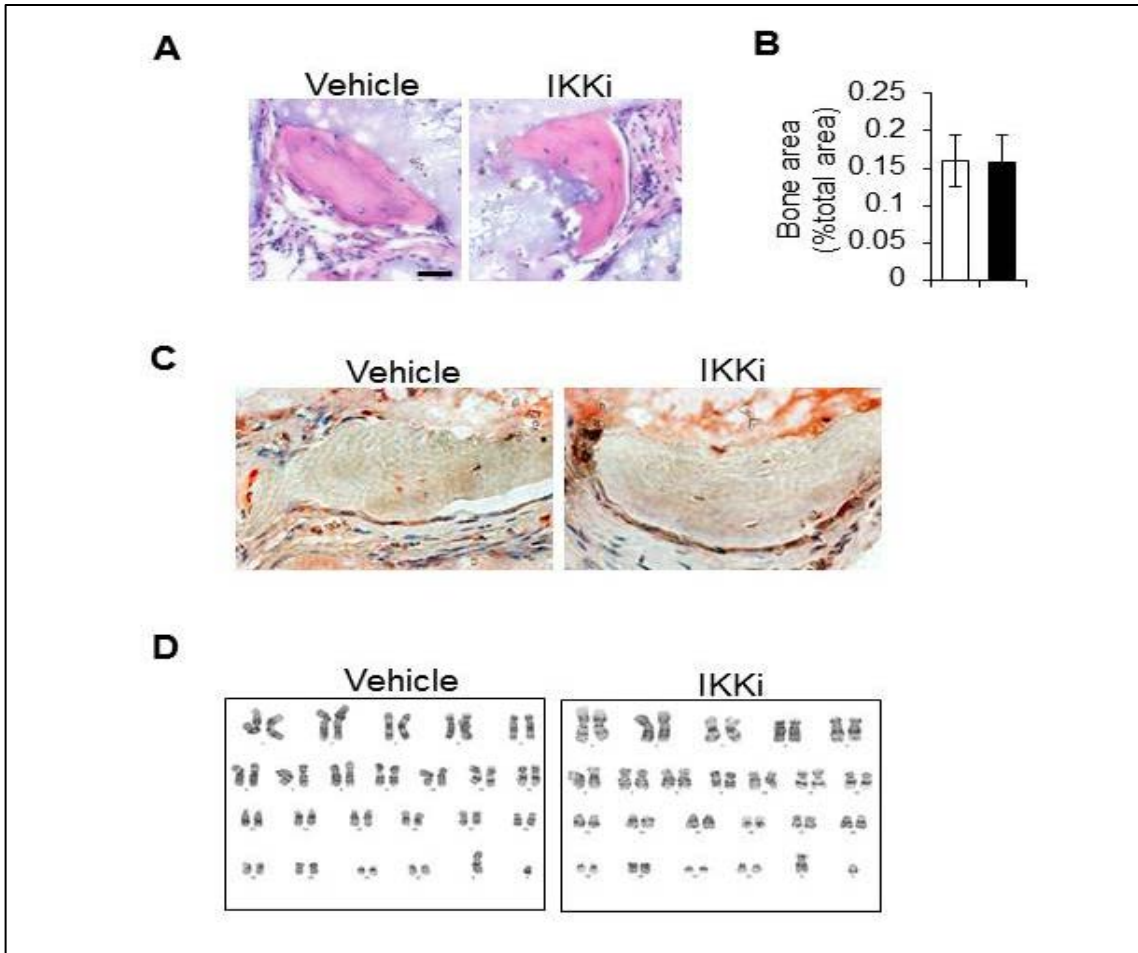 A
Vehicle
IKKi
B
Bone area
(%total area)
0.25
0.2
0.15
0.1
0.05
0
C
Vehicle
IKKi
D
Vehicle
IKKi